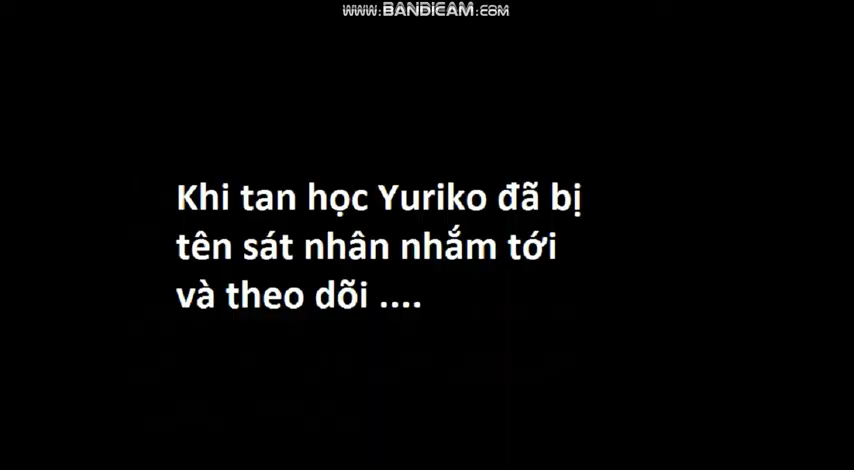 WWW.BANDICAM.COM
Khi tan học Yuriko đã bị
tên sát nhân nhắm tới
và theo dõi ....